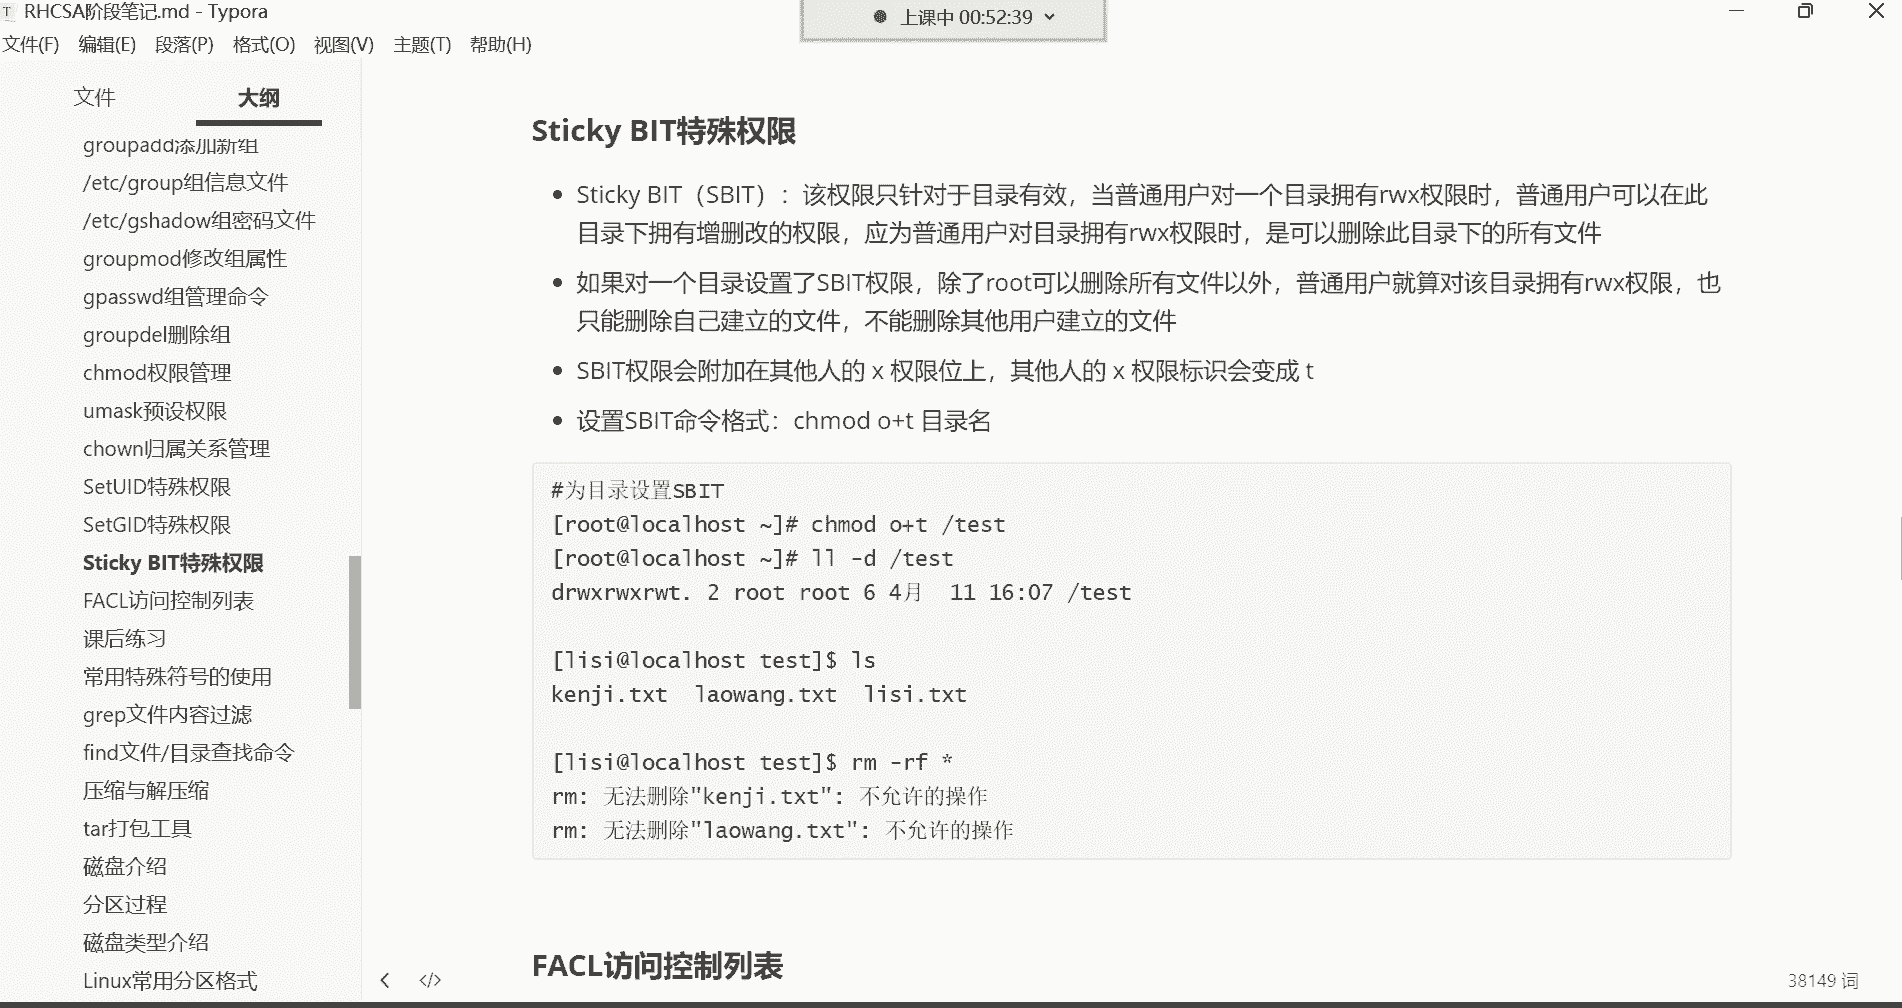 RHCSA阶段笔记.md - Typora
上课中 00:52:39
文件(F) 编辑(E) 段落(P) 格式(O) 视图(V) 主题(T) 帮助(H)
文件 大纲
groupadd添加新组
/etc/group组信息文件
/etc/gshadow组密码文件
groupmod修改组属性
gpasswd组管理命令
groupdel删除组
chmod权限管理
umask预设权限
chown归属关系管理
SetUID特殊权限
SetGID特殊权限
Sticky BIT特殊权限
FACL访问控制列表
课后练习
常用特殊符号的使用
grep文件内容过滤
find文件/目录查找命令
压缩与解压缩
tar打包工具
磁盘介绍
分区过程
磁盘类型介绍
Linux常用分区格式
Sticky BIT特殊权限
Sticky BIT（SBIT）：该权限只针对于目录有效，当普通用户对一个目录拥有rwx权限时，普通用户可以在此
目录下拥有增删改的权限，应为普通用户对目录拥有rwx权限时，是可以删除此目录下的所有文件
如果对一个目录设置了SBIT权限，除了root可以删除所有文件以外，普通用户就算对该目录拥有rwx权限，也
只能删除自己建立的文件，不能删除其他用户建立的文件
SBIT权限会附加在其他人的 x 权限位上，其他人的 x 权限标识会变成 t
设置SBIT命令格式：chmod o+t 目录名
#为目录设置SBIT
[root@localhost ~]# chmod o+t /test
[root@localhost ~]# ll -d /test
drwxrwxrwt. 2 root root 6 4月  11 16:07 /test
[lisi@localhost test]$ ls
kenji.txt  laowang.txt  lisi.txt
[lisi@localhost test]$ rm -rf *
rm: 无法删除"kenji.txt": 不允许的操作
rm: 无法删除"laowang.txt": 不允许的操作
FACL访问控制列表
38149 词